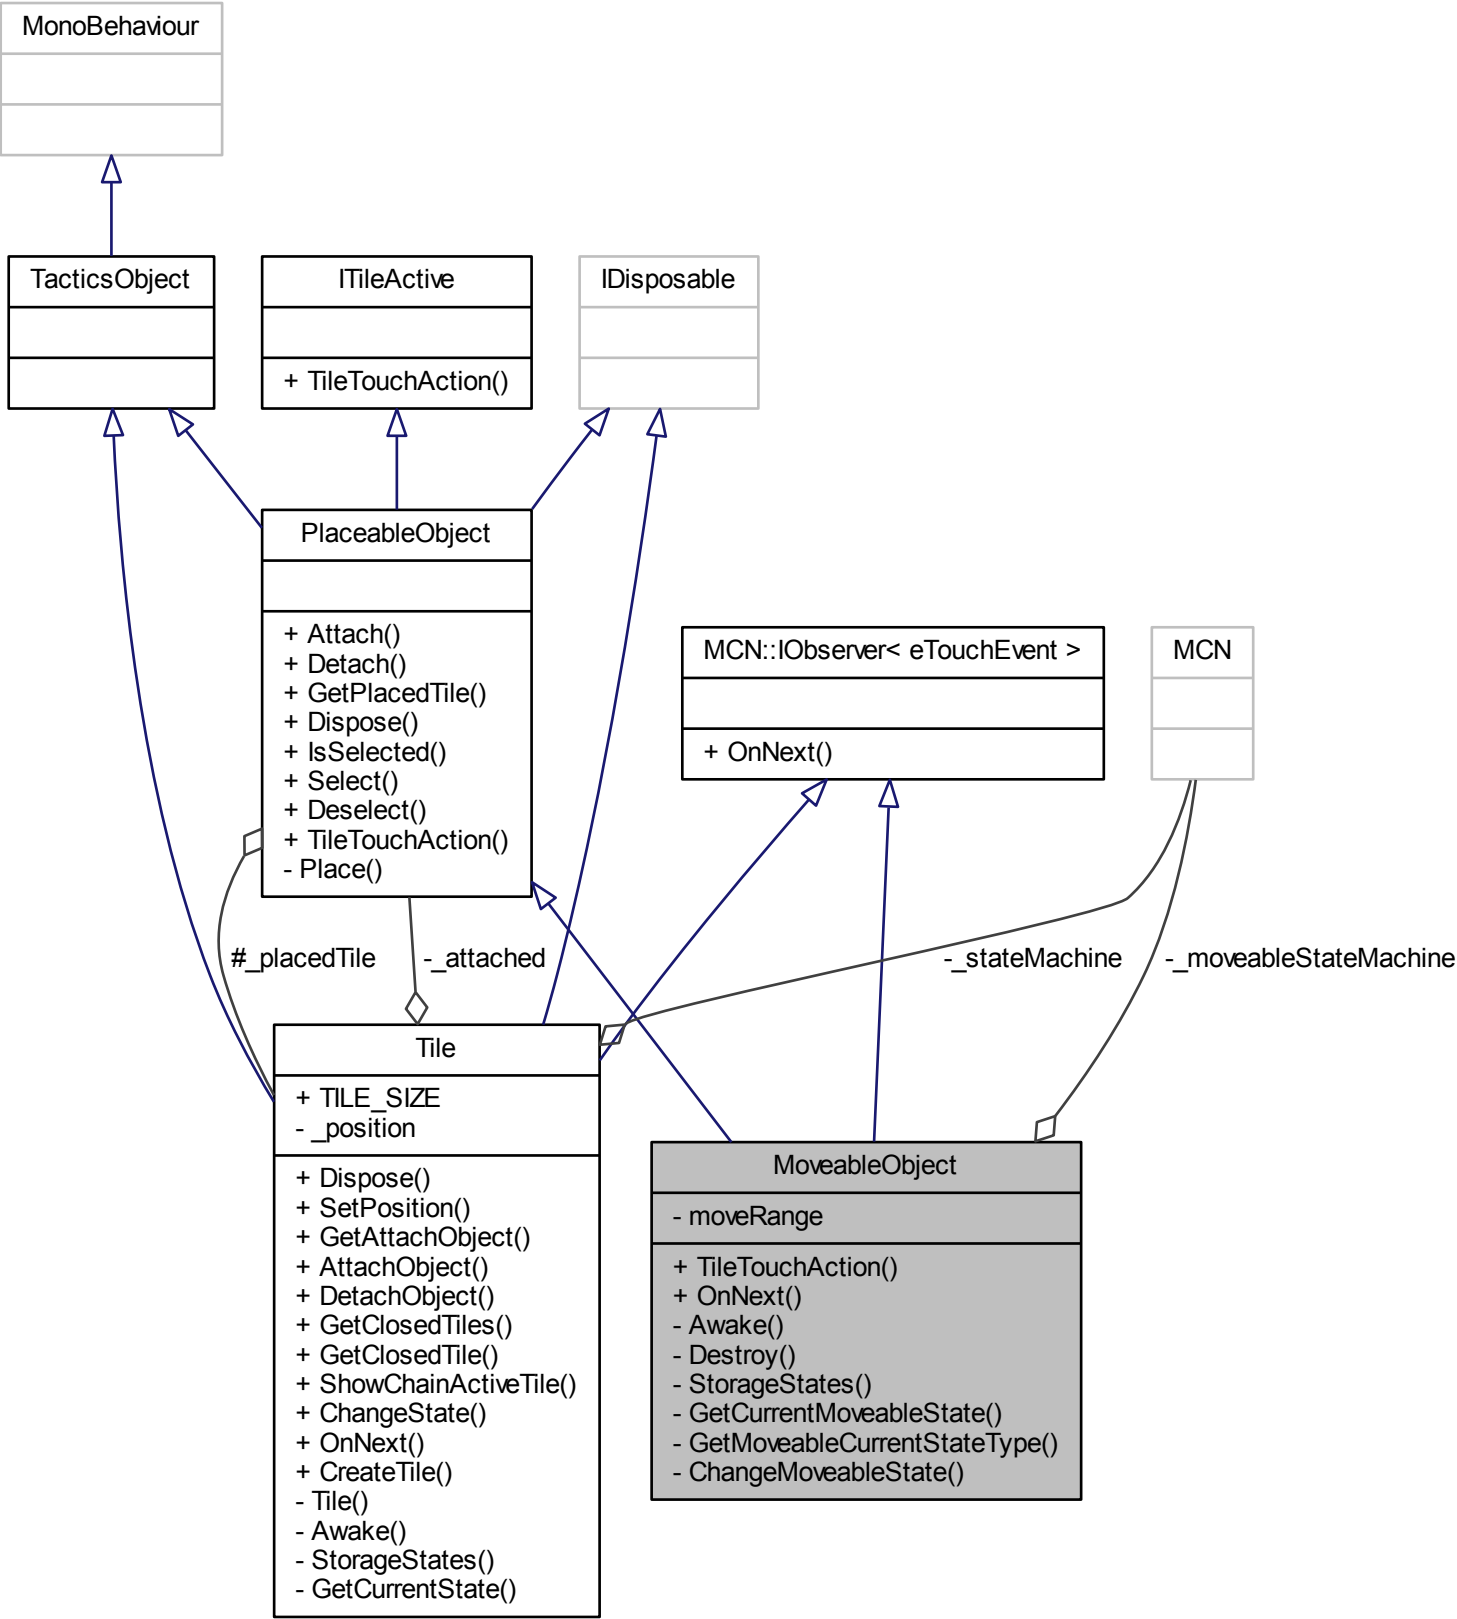 MonoBehaviour
TacticsObject
ITileActive
+ TileTouchAction()
IDisposable
PlaceableObject
+ Attach()
+ Detach()
+ GetPlacedTile()
+ Dispose()
+ IsSelected()
+ Select()
+ Deselect()
+ TileTouchAction()
- Place()
MCN::IObserver< eTouchEvent >
+ OnNext()
MCN
#_placedTile
-_attached
-_stateMachine
-_moveableStateMachine
Tile
+ TILE_SIZE
- _position
+ Dispose()
+ SetPosition()
+ GetAttachObject()
+ AttachObject()
+ DetachObject()
+ GetClosedTiles()
+ GetClosedTile()
+ ShowChainActiveTile()
+ ChangeState()
+ OnNext()
+ CreateTile()
- Tile()
- Awake()
- StorageStates()
- GetCurrentState()
MoveableObject
- moveRange
+ TileTouchAction()
+ OnNext()
- Awake()
- Destroy()
- StorageStates()
- GetCurrentMoveableState()
- GetMoveableCurrentStateType()
- ChangeMoveableState()